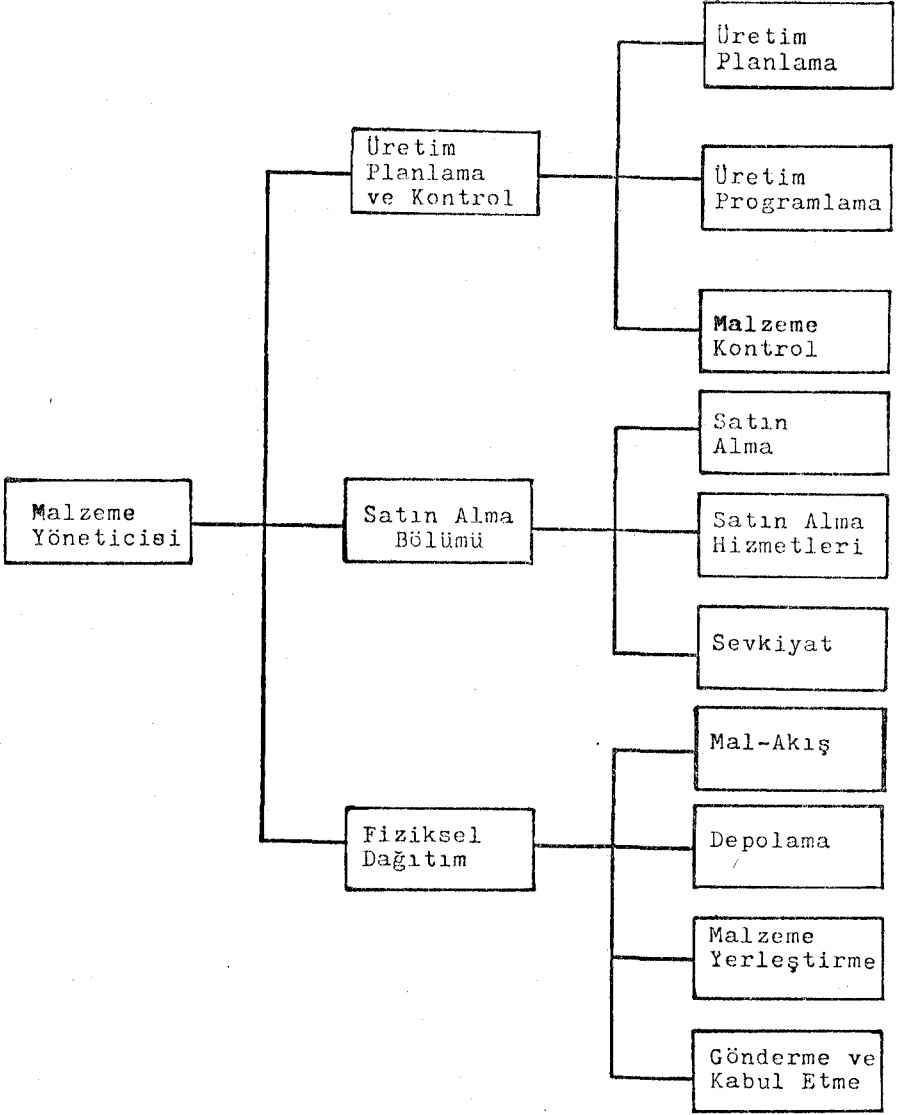 Üretim
Planlama
Üretim
Planlama
ve Kontrol
Üretim
Programlama
Malzeme
Kontrol
Satın
Alma
Malzeme
Yöneticisi
Satın Alma
Bölümü
Satın Alma
Hizmetleri
Sevkiyat
Mal-Akış
Fiziksel
Dağıtım
Depolama
Malzeme
Yerleştirme
Gönderme ve
Kabul Etme